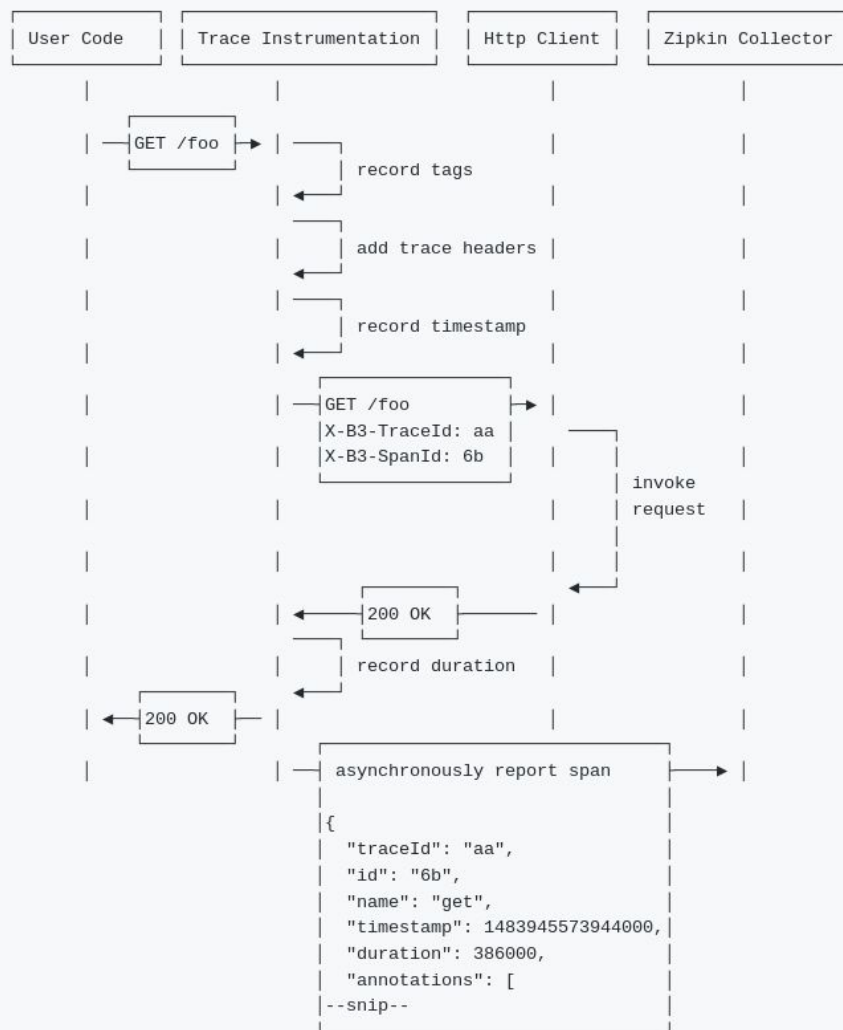 User Code Trace Instrumentation Http Client Zipkin Collector
GET /foo
record tags
add trace headers
record timestamp
GET /foo
X-B3-TraceId: aa
X-B3-SpanId: 6b
invoke
request
200 OK
record duration
200 OK
asynchronously report span
{
"traceId": "aa",
"id": "6b",
"name": "get",
"timestamp": 1483945573944000,
"duration": 386000,
"annotations": [
--snip--